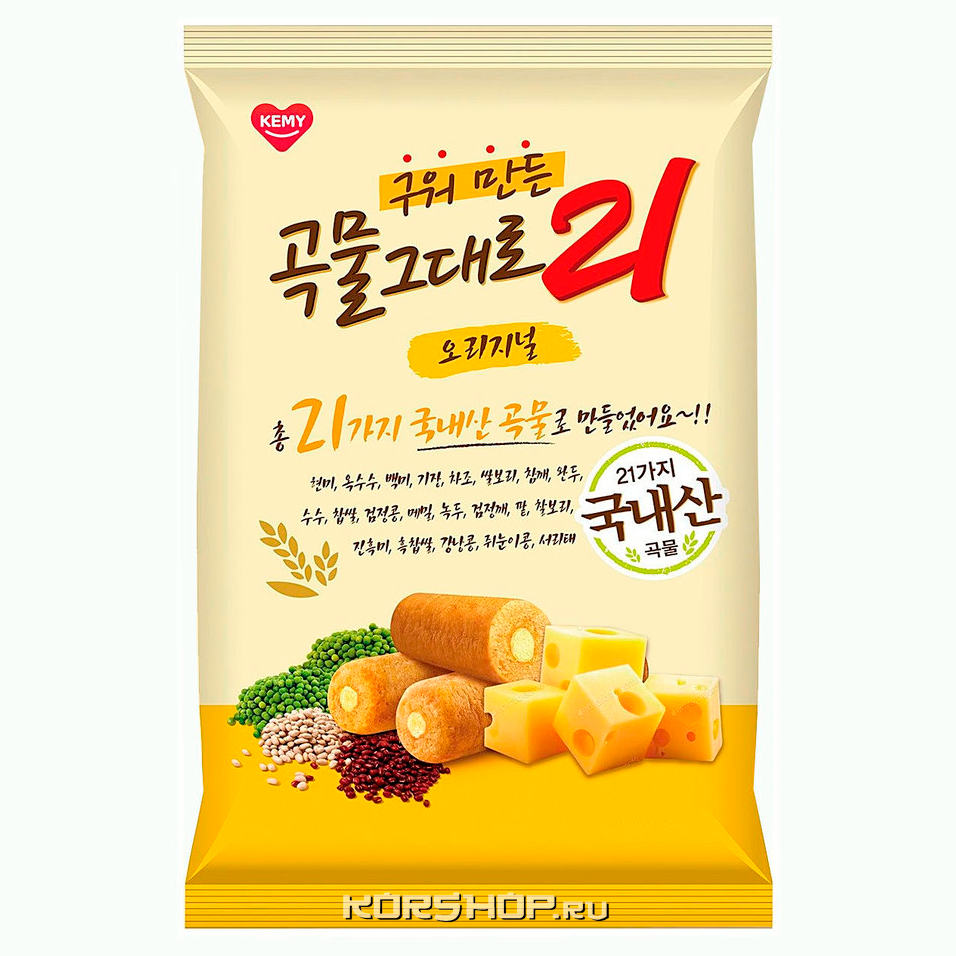 KEMY
구워 만든
곡물그대로21
오리지널
총 21가지 국내산 곡물로 만들었어요~!!
현미, 옥수수, 백미, 기장, 차조, 쌀보리, 참깨, 완두,
수수, 찹쌀, 검정콩, 메밀, 녹두, 검정깨, 팥, 찰보리,
진흑미, 흑찹쌀, 강낭콩, 쥐눈이콩, 서리태
21가지
국내산
곡물
KORSHOP.RU